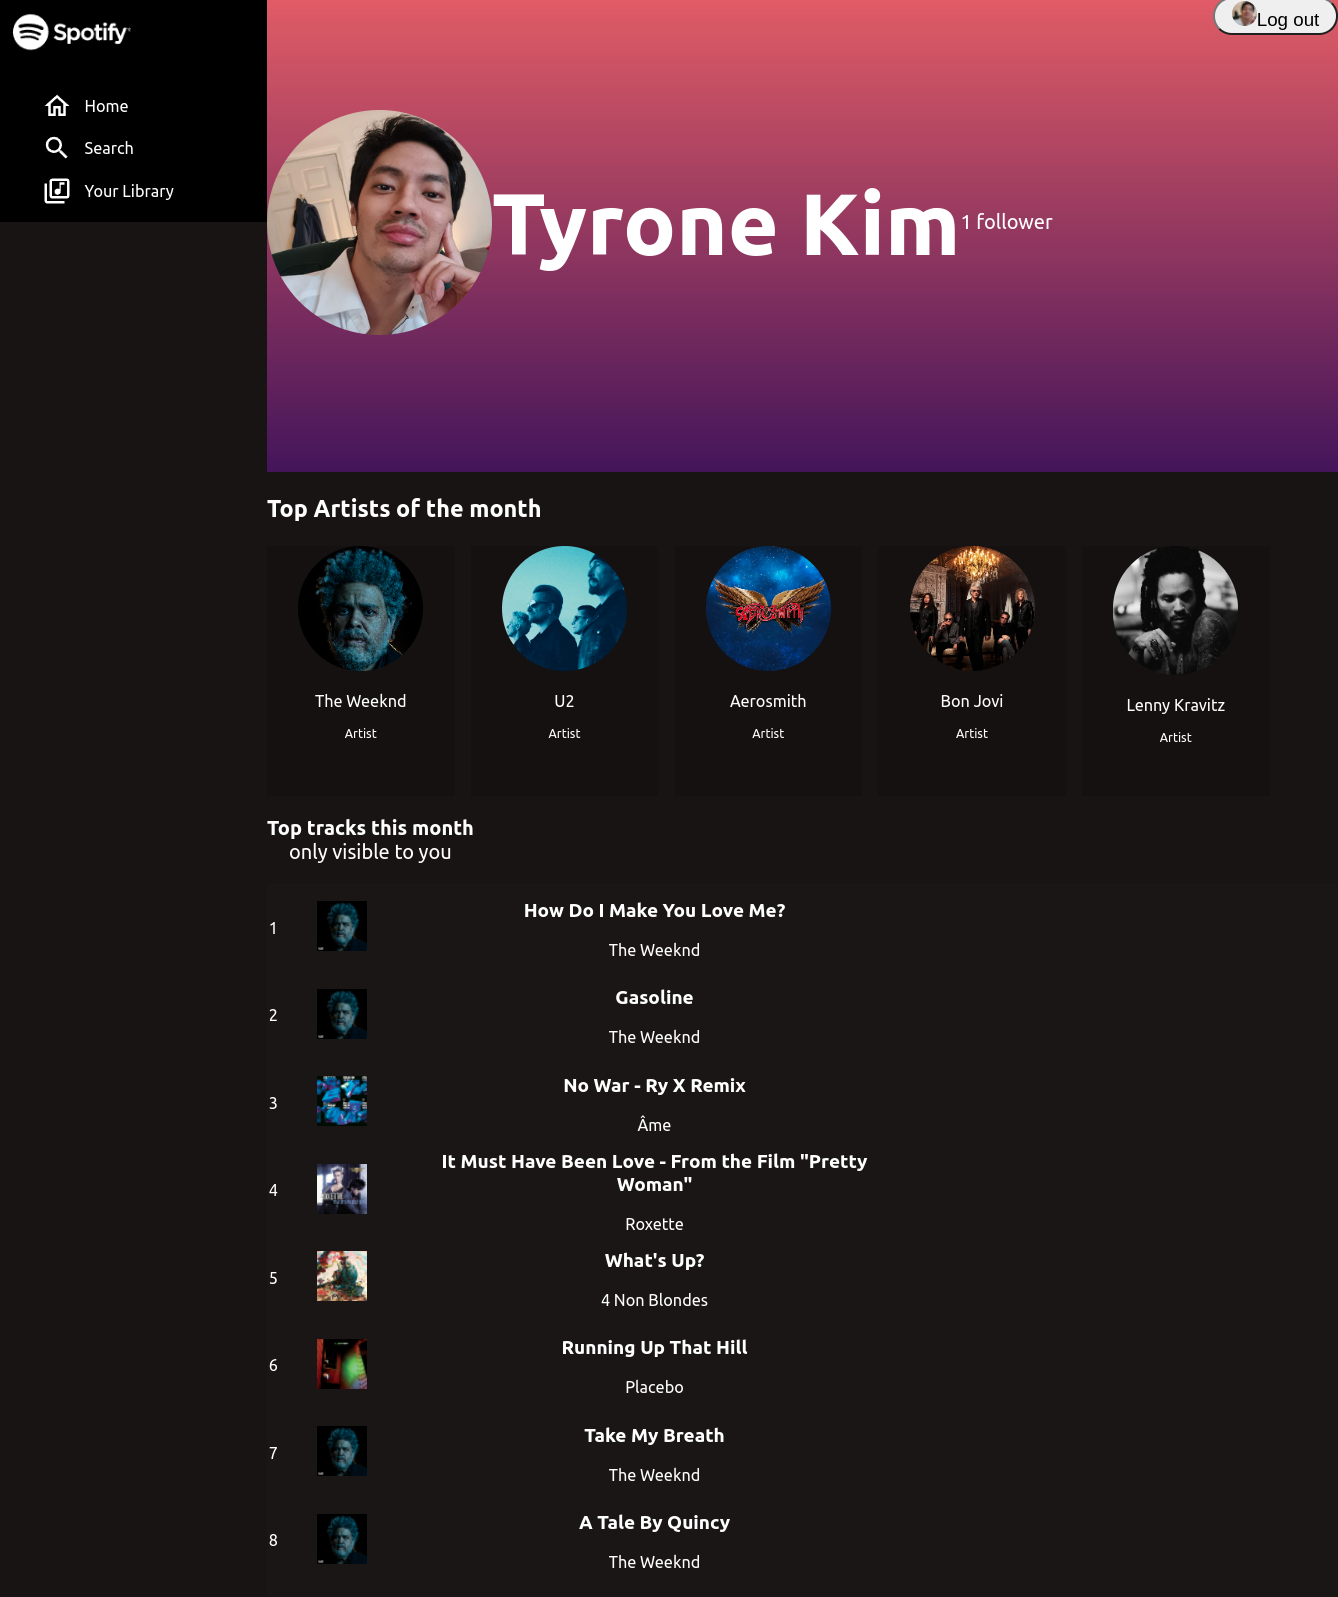 Spotify
Log out
Home
Search
Your Library
Tyrone Kim
1 follower
Top Artists of the month
The Weeknd
Artist
U2
Artist
Aerosmith
Artist
Bon Jovi
Artist
Lenny Kravitz
Artist
Top tracks this month
only visible to you
1
How Do I Make You Love Me?
The Weeknd
2
Gasoline
The Weeknd
3
No War - Ry X Remix
Âme
4
It Must Have Been Love - From the Film "Pretty
Woman"
Roxette
5
What's Up?
4 Non Blondes
6
Running Up That Hill
Placebo
7
Take My Breath
The Weeknd
8
A Tale By Quincy
The Weeknd